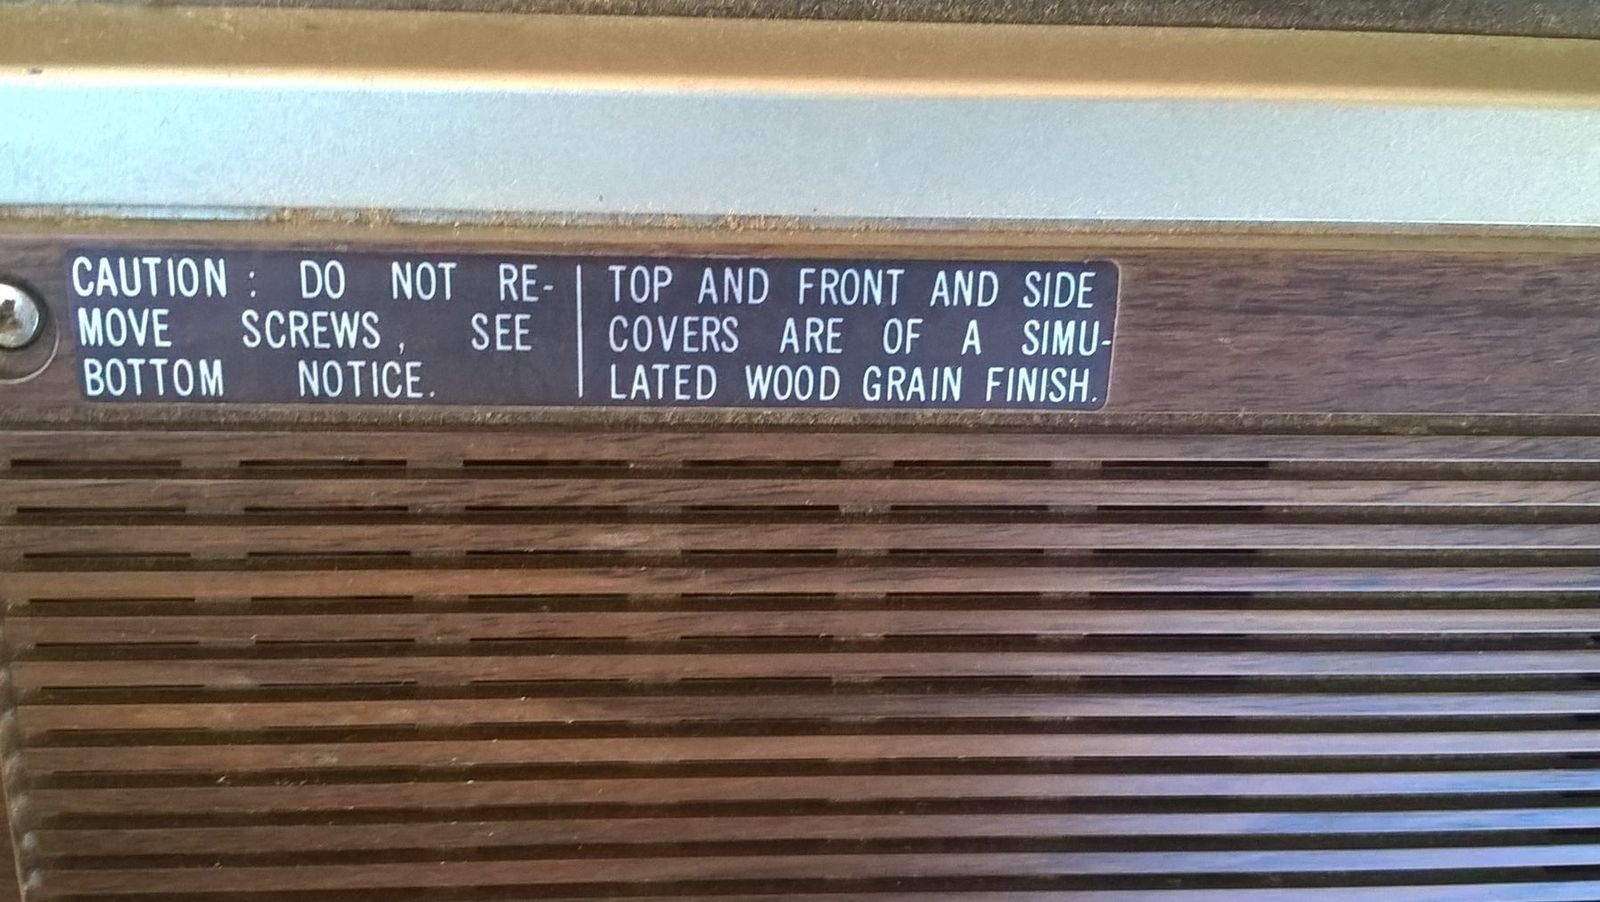 CAUTION : DO NOT RE-
MOVE SCREWS, SEE
BOTTOM NOTICE.
TOP AND FRONT AND SIDE
COVERS ARE OF A SIMU-
LATED WOOD GRAIN FINISH.